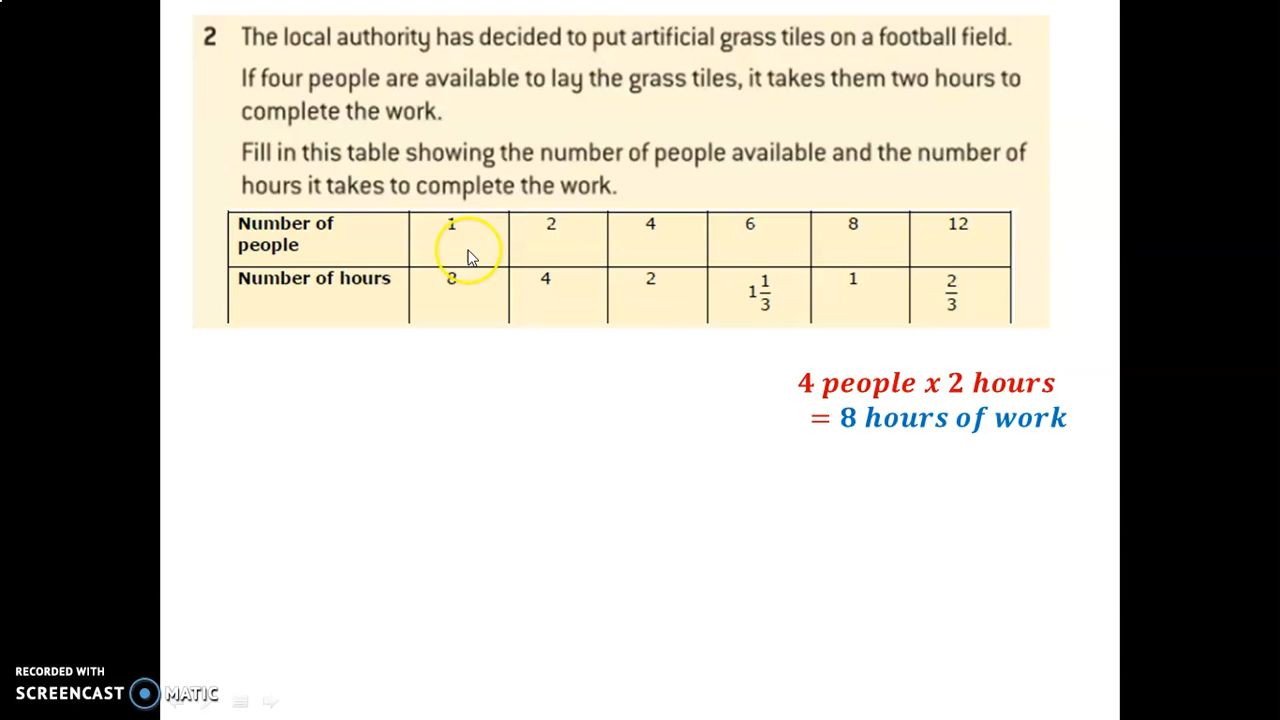 2 The local authority has decided to put artificial grass tiles on a football field.
If four people are available to lay the grass tiles, it takes them two hours to
complete the work.
Fill in this table showing the number of people available and the number of
hours it takes to complete the work.
Number of people 1 2 4 6 8 12
Number of hours 8 4 2 1 1/3 1 2/3
4 people x 2 hours
= 8 hours of work
RECORDED WITH
SCREENCAST MATIC